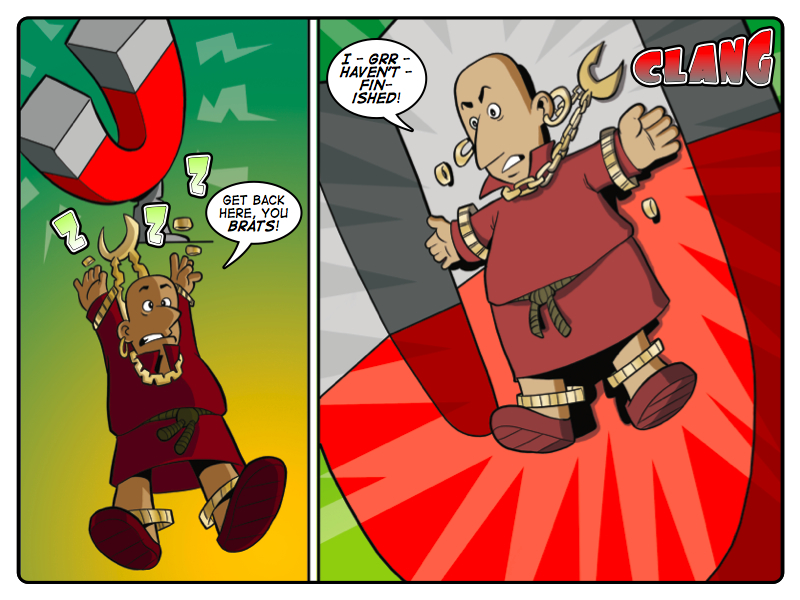 Z
Z
Z
GET BACK
HERE, YOU
BRATS!
I - GRR -
HAVEN'T -
FIN-
ISHED!
CLANG